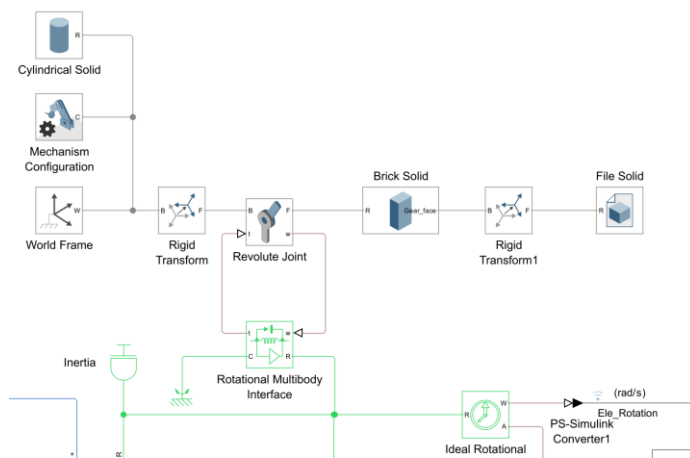 R
Cylindrical Solid
C
Mechanism
Configuration
W
World Frame
B
F
Rigid
Transform
B
F
t
w
Revolute Joint
Brick Solid
R
Gear_face
B
F
Rigid
Transform1
File Solid
R
t
w
C
R
Rotational Multibody
Interface
Inertia
R
R
W
A
Ideal Rotational
(rad/s)
Ele_Rotation
PS-Simulink
Converter1